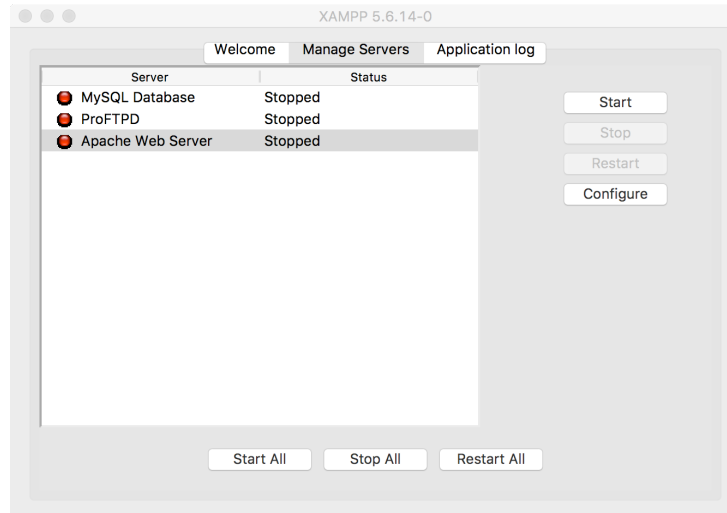 XAMPP 5.6.14-0
Welcome Manage Servers Application log
Server Status
MySQL Database Stopped
ProFTPD Stopped
Apache Web Server Stopped
Start
Stop
Restart
Configure
Start All Stop All Restart All